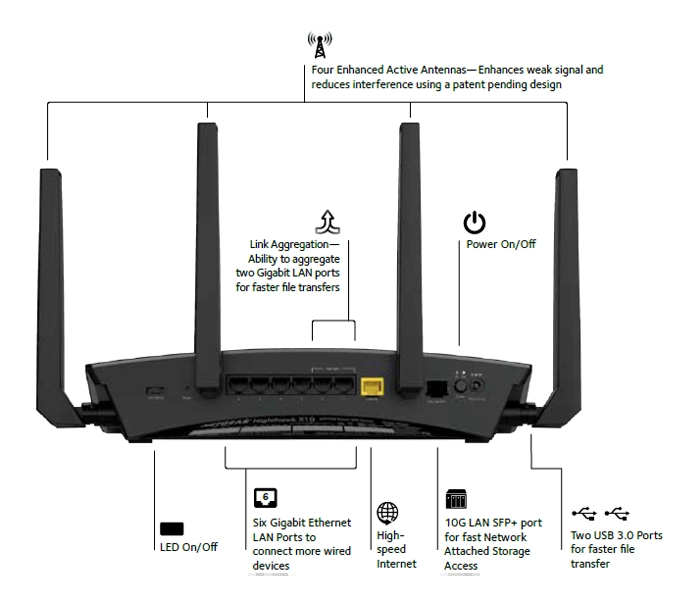 Four Enhanced Active Antennas—Enhances weak signal and
reduces interference using a patent pending design
Link Aggregation—
Ability to aggregate
two Gigabit LAN ports
for faster file transfers
Power On/Off
NETGEAR Nighthawk X10
LED On/Off
6
Six Gigabit Ethernet
LAN Ports to
connect more wired
devices
High-
speed
Internet
10G LAN SFP+ port
for fast Network
Attached Storage
Access
Two USB 3.0 Ports
for faster file
transfer